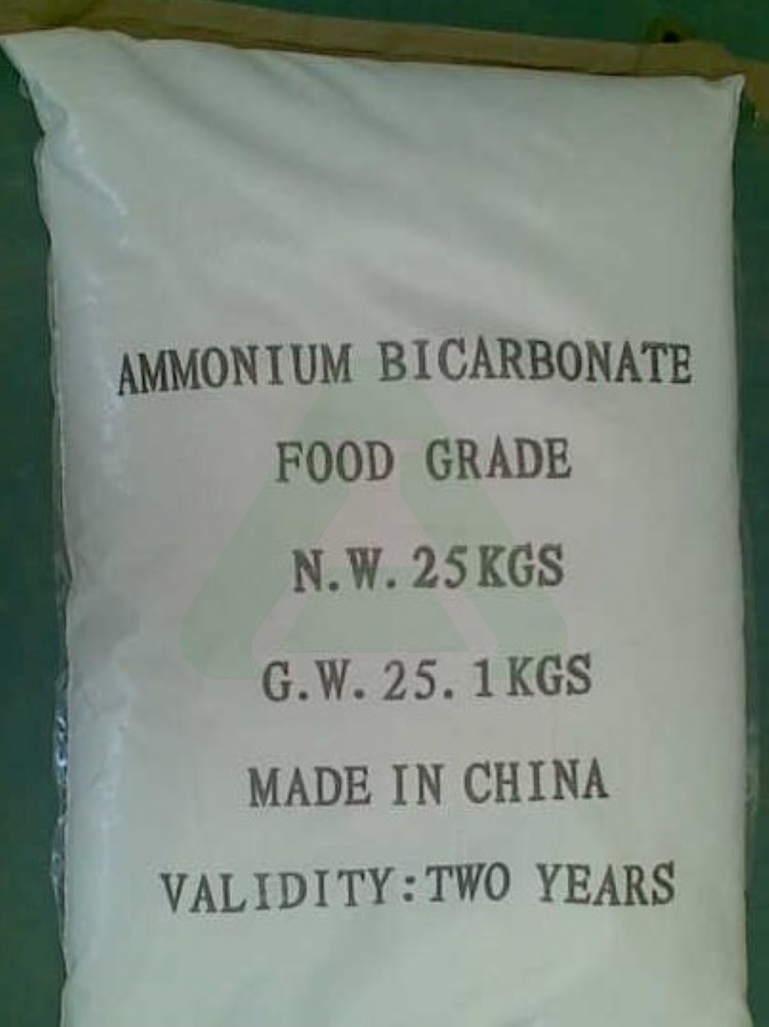 AMMONIUM BICARBONATE
FOOD GRADE
N.W. 25KGS
G.W. 25.1KGS
MADE IN CHINA
VALIDITY:TWO YEARS